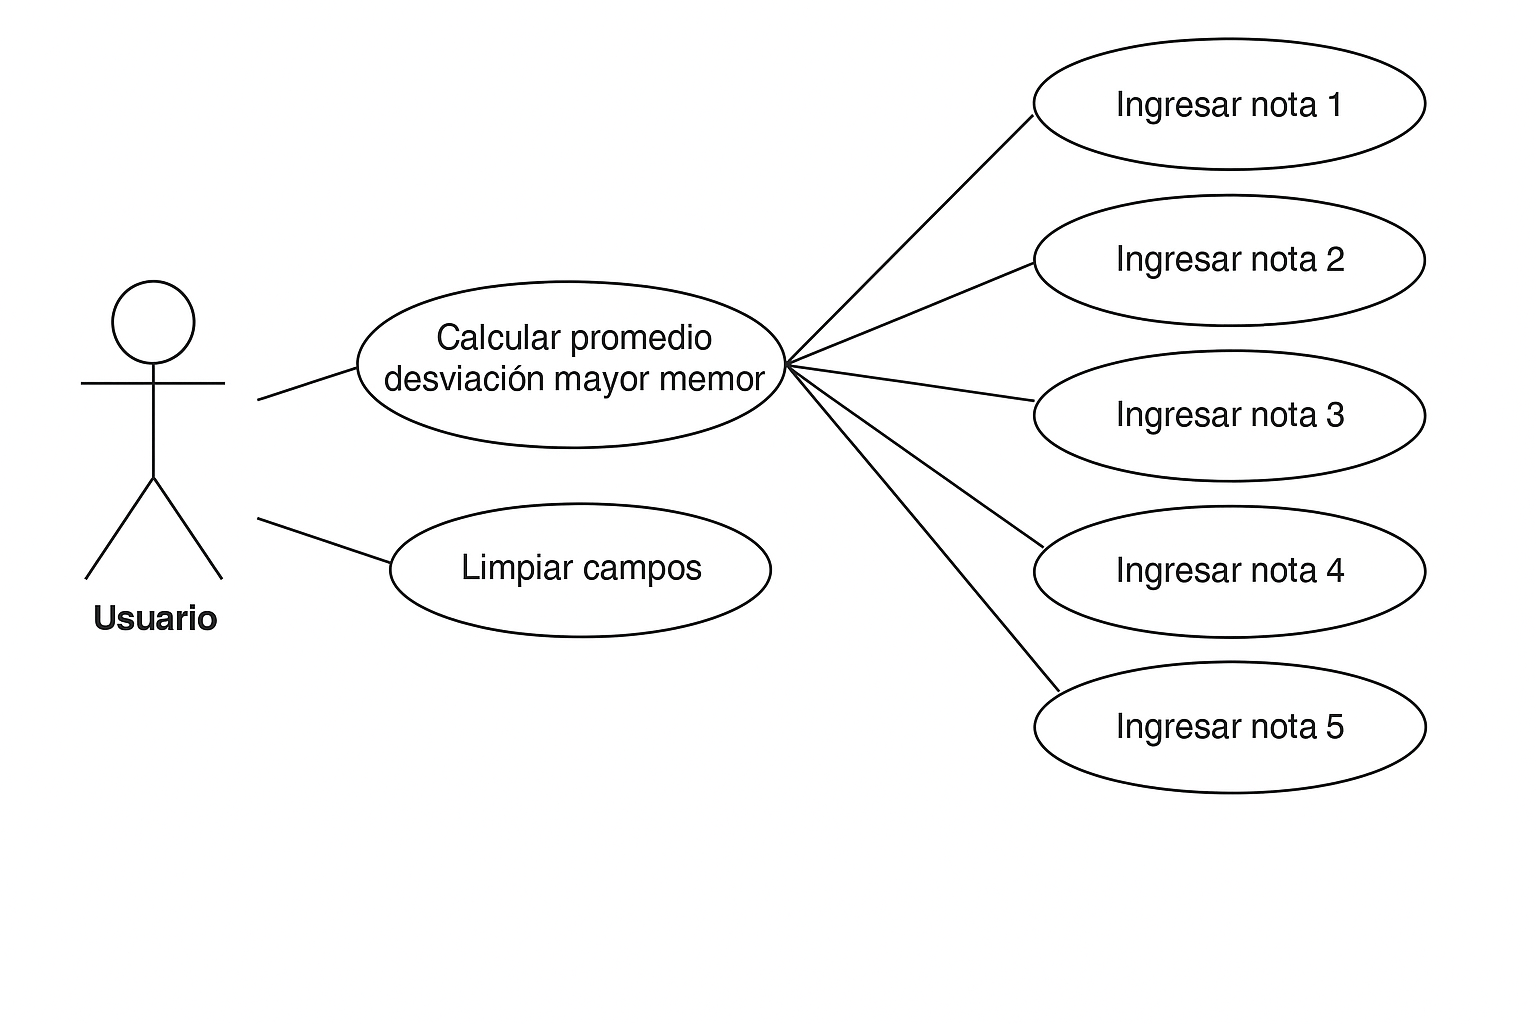 Ingresar nota 1
Ingresar nota 2
Calcular promedio
desviación mayor memor
Ingresar nota 3
Limpiar campos
Ingresar nota 4
Usuario
Ingresar nota 5